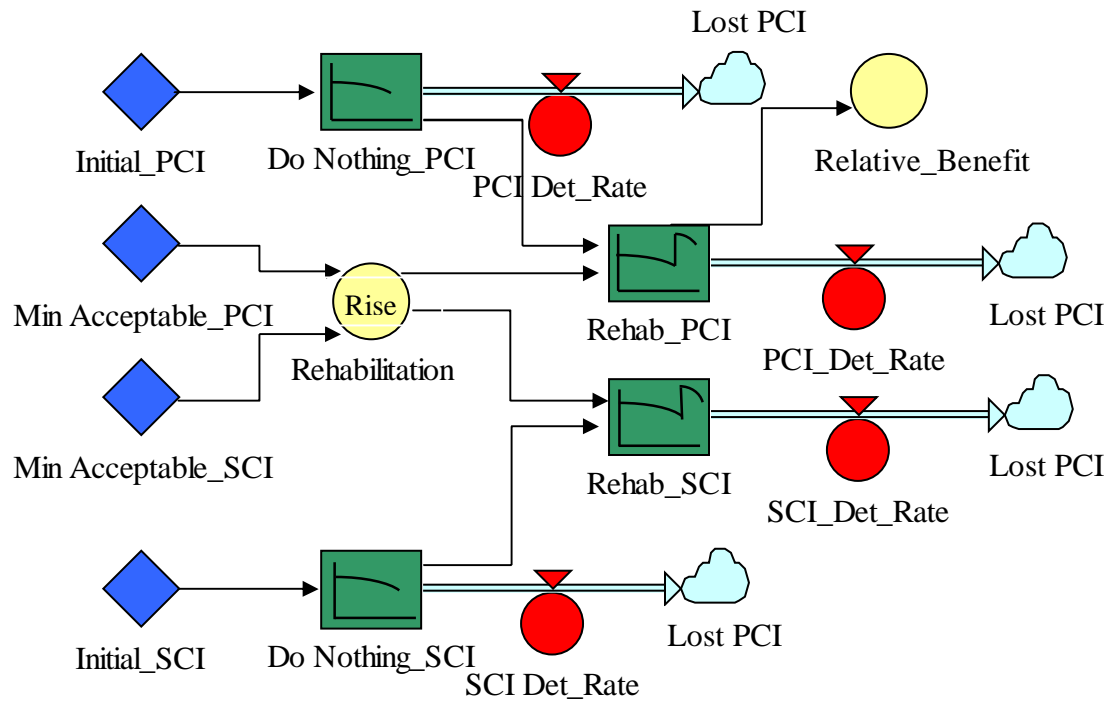 Lost PCI
Initial_PCI
Do Nothing_PCI
PCI Det_Rate
Relative_Benefit
Min Acceptable_PCI
Rise
Rehabilitation
Rehab_PCI
PCI_Det_Rate
Lost PCI
Min Acceptable_SCI
Rehab_SCI
SCI_Det_Rate
Lost PCI
Initial_SCI
Do Nothing_SCI
SCI Det_Rate
Lost PCI